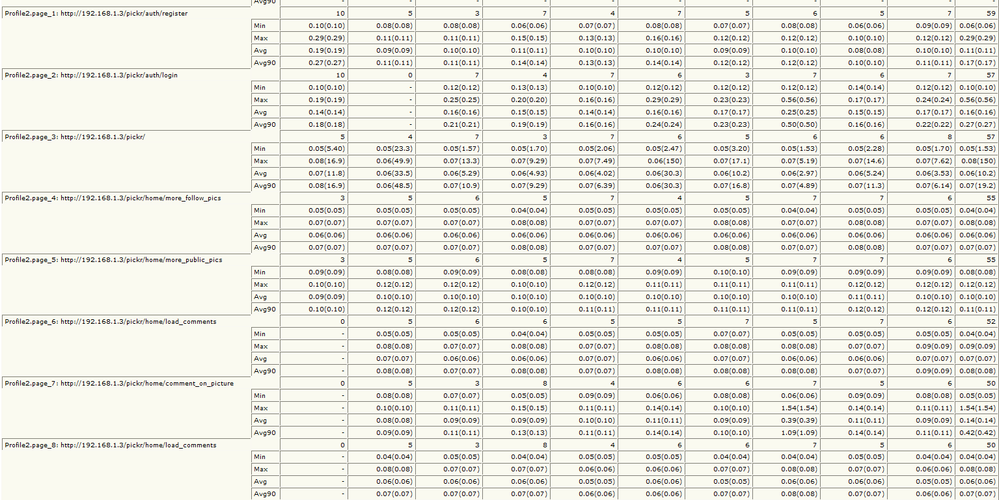 Avg90 - - - - - - - - - - -
Profile2.page_1: http://192.168.1.3/pickr/auth/register 10 5 3 7 4 7 5 6 5 7 59
Min 0.10(0.10) 0.08(0.08) 0.08(0.08) 0.06(0.06) 0.07(0.07) 0.08(0.08) 0.07(0.07) 0.08(0.08) 0.06(0.06) 0.09(0.09) 0.06(0.06)
Max 0.29(0.29) 0.11(0.11) 0.11(0.11) 0.15(0.15) 0.13(0.13) 0.16(0.16) 0.12(0.12) 0.12(0.12) 0.10(0.10) 0.12(0.12) 0.29(0.29)
Avg 0.19(0.19) 0.09(0.09) 0.10(0.10) 0.11(0.11) 0.10(0.10) 0.10(0.10) 0.09(0.09) 0.10(0.10) 0.08(0.08) 0.10(0.10) 0.11(0.11)
Avg90 0.27(0.27) 0.11(0.11) 0.11(0.11) 0.14(0.14) 0.13(0.13) 0.14(0.14) 0.12(0.12) 0.12(0.12) 0.10(0.10) 0.11(0.11) 0.17(0.17)
Profile2.page_2: http://192.168.1.3/pickr/auth/login 10 0 7 4 7 6 3 7 6 7 57
Min 0.10(0.10) - 0.12(0.12) 0.13(0.13) 0.10(0.10) 0.12(0.12) 0.12(0.12) 0.12(0.12) 0.14(0.14) 0.12(0.12) 0.10(0.10)
Max 0.19(0.19) - 0.25(0.25) 0.20(0.20) 0.16(0.16) 0.29(0.29) 0.23(0.23) 0.56(0.56) 0.17(0.17) 0.24(0.24) 0.56(0.56)
Avg 0.14(0.14) - 0.16(0.16) 0.15(0.15) 0.14(0.14) 0.16(0.16) 0.17(0.17) 0.25(0.25) 0.15(0.15) 0.17(0.17) 0.16(0.16)
Avg90 0.18(0.18) - 0.21(0.21) 0.19(0.19) 0.16(0.16) 0.24(0.24) 0.23(0.23) 0.50(0.50) 0.16(0.16) 0.22(0.22) 0.27(0.27)
Profile2.page_3: http://192.168.1.3/pickr/ 5 4 7 3 7 6 5 6 6 8 57
Min 0.05(5.40) 0.05(23.3) 0.05(1.57) 0.05(1.70) 0.05(2.06) 0.05(2.47) 0.05(3.20) 0.05(1.53) 0.05(2.28) 0.05(1.70) 0.05(1.53)
Max 0.08(16.9) 0.06(49.9) 0.07(13.3) 0.07(9.29) 0.07(7.49) 0.06(150) 0.07(17.1) 0.07(5.19) 0.07(14.6) 0.07(7.62) 0.08(150)
Avg 0.07(11.8) 0.06(33.5) 0.06(5.29) 0.06(4.93) 0.06(4.02) 0.06(30.3) 0.06(10.2) 0.06(2.97) 0.06(5.24) 0.06(3.53) 0.06(10.2)
Avg90 0.08(16.9) 0.06(48.5) 0.07(10.9) 0.07(9.29) 0.07(6.39) 0.06(30.3) 0.07(16.8) 0.07(4.89) 0.07(11.3) 0.07(6.14) 0.07(19.2)
Profile2.page_4: http://192.168.1.3/pickr/home/more_follow_pics 3 5 6 5 7 4 5 7 7 6 55
Min 0.05(0.05) 0.05(0.05) 0.05(0.05) 0.04(0.04) 0.05(0.05) 0.05(0.05) 0.05(0.05) 0.04(0.04) 0.05(0.05) 0.05(0.05) 0.04(0.04)
Max 0.07(0.07) 0.07(0.07) 0.07(0.07) 0.08(0.08) 0.07(0.07) 0.07(0.07) 0.08(0.08) 0.07(0.07) 0.08(0.08) 0.07(0.07) 0.08(0.08)
Avg 0.06(0.06) 0.06(0.06) 0.06(0.06) 0.06(0.06) 0.06(0.06) 0.06(0.06) 0.06(0.06) 0.06(0.06) 0.06(0.06) 0.06(0.06) 0.06(0.06)
Avg90 0.07(0.07) 0.07(0.07) 0.07(0.07) 0.08(0.08) 0.07(0.07) 0.07(0.07) 0.08(0.08) 0.07(0.07) 0.08(0.08) 0.07(0.07) 0.07(0.07)
Profile2.page_5: http://192.168.1.3/pickr/home/more_public_pics 3 5 6 5 7 4 5 7 7 6 55
Min 0.09(0.09) 0.08(0.08) 0.09(0.09) 0.08(0.08) 0.08(0.08) 0.09(0.09) 0.10(0.10) 0.09(0.09) 0.09(0.09) 0.09(0.09) 0.08(0.08)
Max 0.10(0.10) 0.12(0.12) 0.12(0.12) 0.10(0.10) 0.12(0.12) 0.11(0.11) 0.11(0.11) 0.11(0.11) 0.12(0.12) 0.12(0.12) 0.12(0.12)
Avg 0.09(0.09) 0.10(0.10) 0.10(0.10) 0.10(0.10) 0.10(0.10) 0.10(0.10) 0.10(0.10) 0.10(0.10) 0.11(0.11) 0.10(0.10) 0.10(0.10)
Avg90 0.10(0.10) 0.12(0.12) 0.12(0.12) 0.10(0.10) 0.11(0.11) 0.11(0.11) 0.11(0.11) 0.11(0.11) 0.12(0.12) 0.12(0.12) 0.11(0.11)
Profile2.page_6: http://192.168.1.3/pickr/home/load_comments 0 5 6 6 5 5 7 5 7 6 52
Min - 0.05(0.05) 0.05(0.05) 0.04(0.04) 0.05(0.05) 0.05(0.05) 0.07(0.07) 0.05(0.05) 0.05(0.05) 0.05(0.05) 0.04(0.04)
Max - 0.08(0.08) 0.07(0.07) 0.08(0.08) 0.07(0.07) 0.08(0.08) 0.08(0.08) 0.08(0.08) 0.07(0.07) 0.09(0.09) 0.09(0.09)
Avg - 0.07(0.07) 0.06(0.06) 0.06(0.06) 0.07(0.07) 0.06(0.06) 0.07(0.07) 0.06(0.06) 0.06(0.06) 0.07(0.07) 0.07(0.07)
Avg90 - 0.08(0.08) 0.07(0.07) 0.08(0.08) 0.07(0.07) 0.08(0.08) 0.08(0.08) 0.08(0.08) 0.07(0.07) 0.09(0.09) 0.08(0.08)
Profile2.page_7: http://192.168.1.3/pickr/home/comment_on_picture 0 5 3 8 4 6 6 7 5 6 50
Min - 0.08(0.08) 0.07(0.07) 0.05(0.05) 0.09(0.09) 0.06(0.06) 0.08(0.08) 0.06(0.06) 0.09(0.09) 0.08(0.08) 0.05(0.05)
Max - 0.10(0.10) 0.11(0.11) 0.15(0.15) 0.11(0.11) 0.14(0.14) 0.10(0.10) 1.54(1.54) 0.14(0.14) 0.11(0.11) 1.54(1.54)
Avg - 0.08(0.08) 0.09(0.09) 0.09(0.09) 0.10(0.10) 0.11(0.11) 0.09(0.09) 0.39(0.39) 0.11(0.11) 0.09(0.09) 0.14(0.14)
Avg90 - 0.09(0.09) 0.11(0.11) 0.13(0.13) 0.11(0.11) 0.14(0.14) 0.10(0.10) 1.09(1.09) 0.14(0.14) 0.11(0.11) 0.42(0.42)
Profile2.page_8: http://192.168.1.3/pickr/home/load_comments 0 5 3 8 4 6 6 7 5 6 50
Min - 0.04(0.04) 0.05(0.05) 0.04(0.04) 0.05(0.05) 0.05(0.05) 0.04(0.04) 0.04(0.04) 0.05(0.05) 0.04(0.04) 0.04(0.04)
Max - 0.08(0.08) 0.07(0.07) 0.07(0.07) 0.06(0.06) 0.06(0.06) 0.07(0.07) 0.08(0.08) 0.07(0.07) 0.06(0.06) 0.08(0.08)
Avg - 0.06(0.06) 0.06(0.06) 0.06(0.06) 0.05(0.05) 0.06(0.06) 0.05(0.05) 0.06(0.06) 0.06(0.06) 0.05(0.05) 0.06(0.06)
Avg90 - 0.07(0.07) 0.07(0.07) 0.07(0.07) 0.06(0.06) 0.06(0.06) 0.07(0.07) 0.08(0.08) 0.07(0.07) 0.06(0.06) 0.07(0.07)